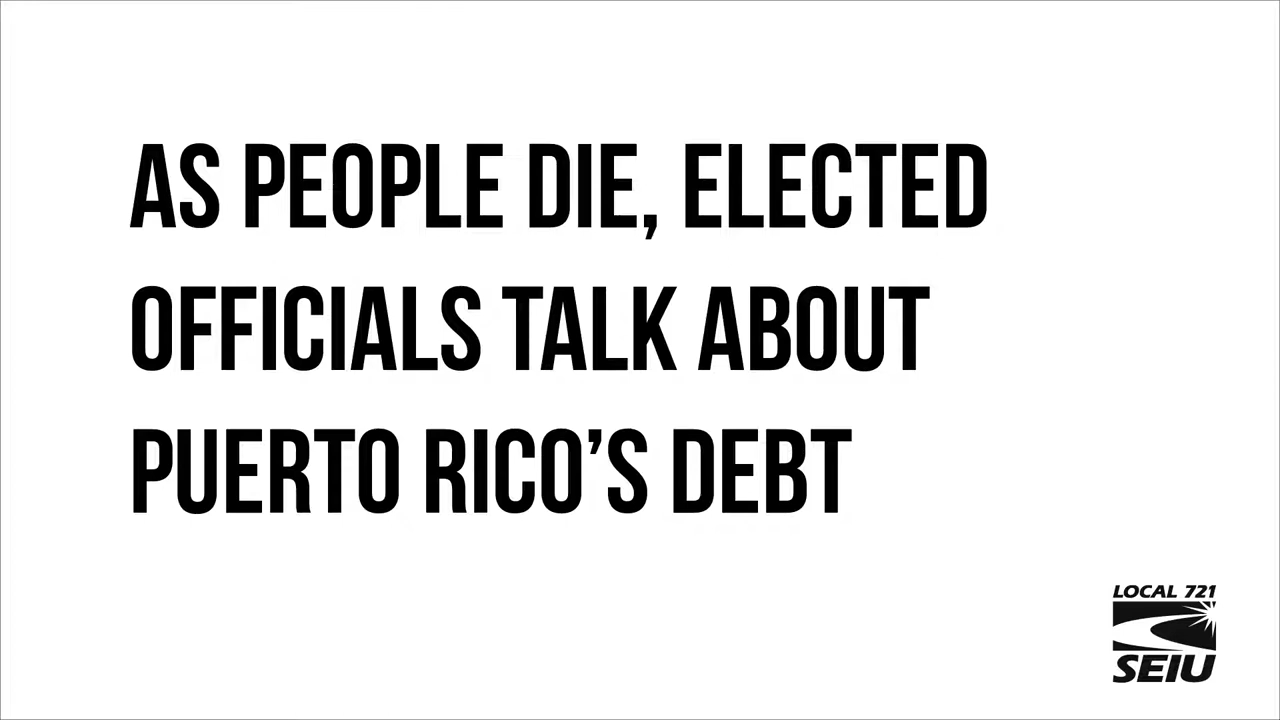 AS PEOPLE DIE, ELECTED
OFFICIALS TALK ABOUT
PUERTO RICO’S DEBT
LOCAL 721
SEIU